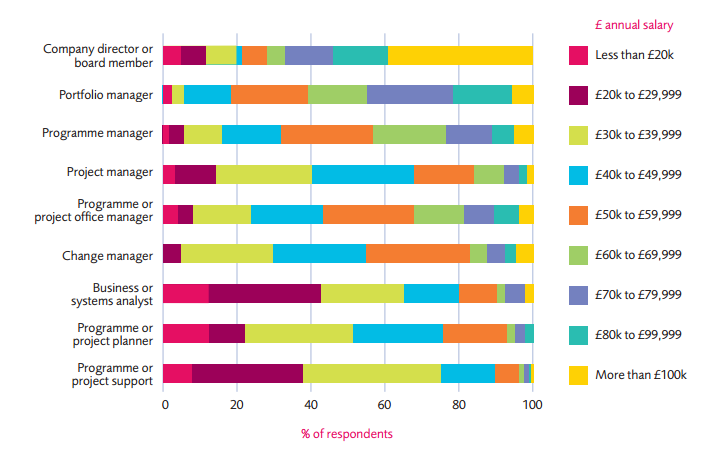 £ annual salary
Company director or
board member
Less than £20k
Portfolio manager
£20k to £29,999
Programme manager
£30k to £39,999
Project manager
£40k to £49,999
Programme or
project office manager
£50k to £59,999
Change manager
£60k to £69,999
Business or
systems analyst
£70k to £79,999
Programme or
project planner
£80k to £99,999
Programme or
project support
More than £100k
0 20 40 60 80 100
% of respondents